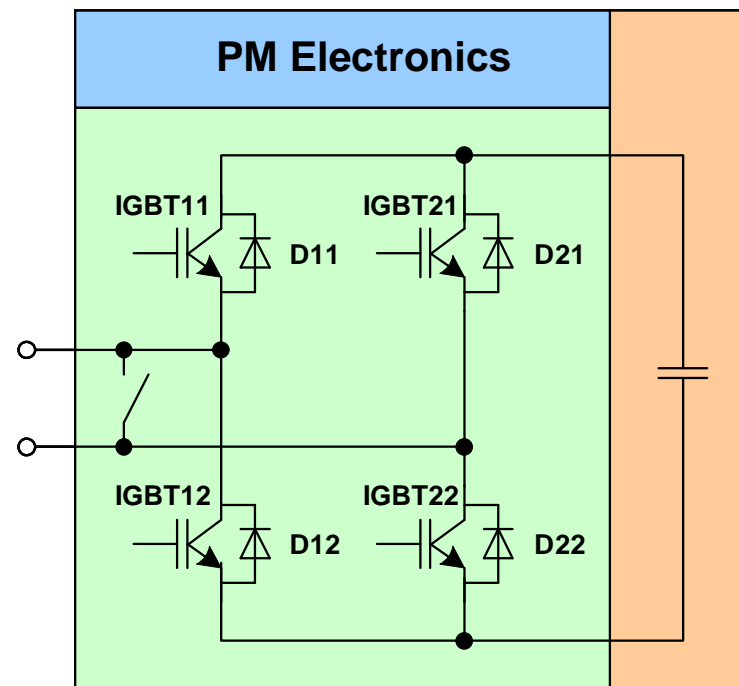 PM Electronics
IGBT11
IGBT21
D11
D21
IGBT12
IGBT22
D12
D22